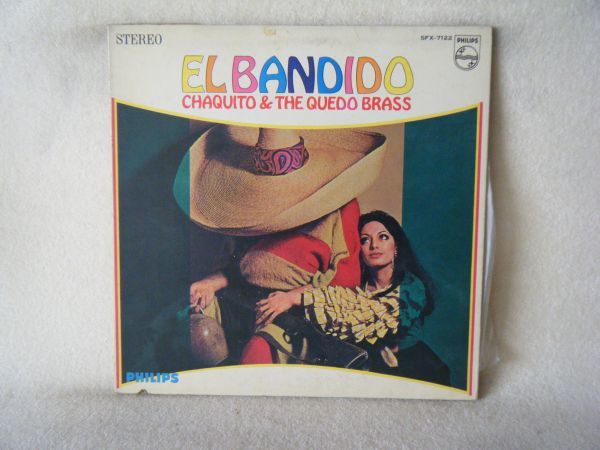 STEREO
SFX-7122
PHILIPS
EL BANDIDO
CHAQUITO & THE QUEDO BRASS
PHILIPS